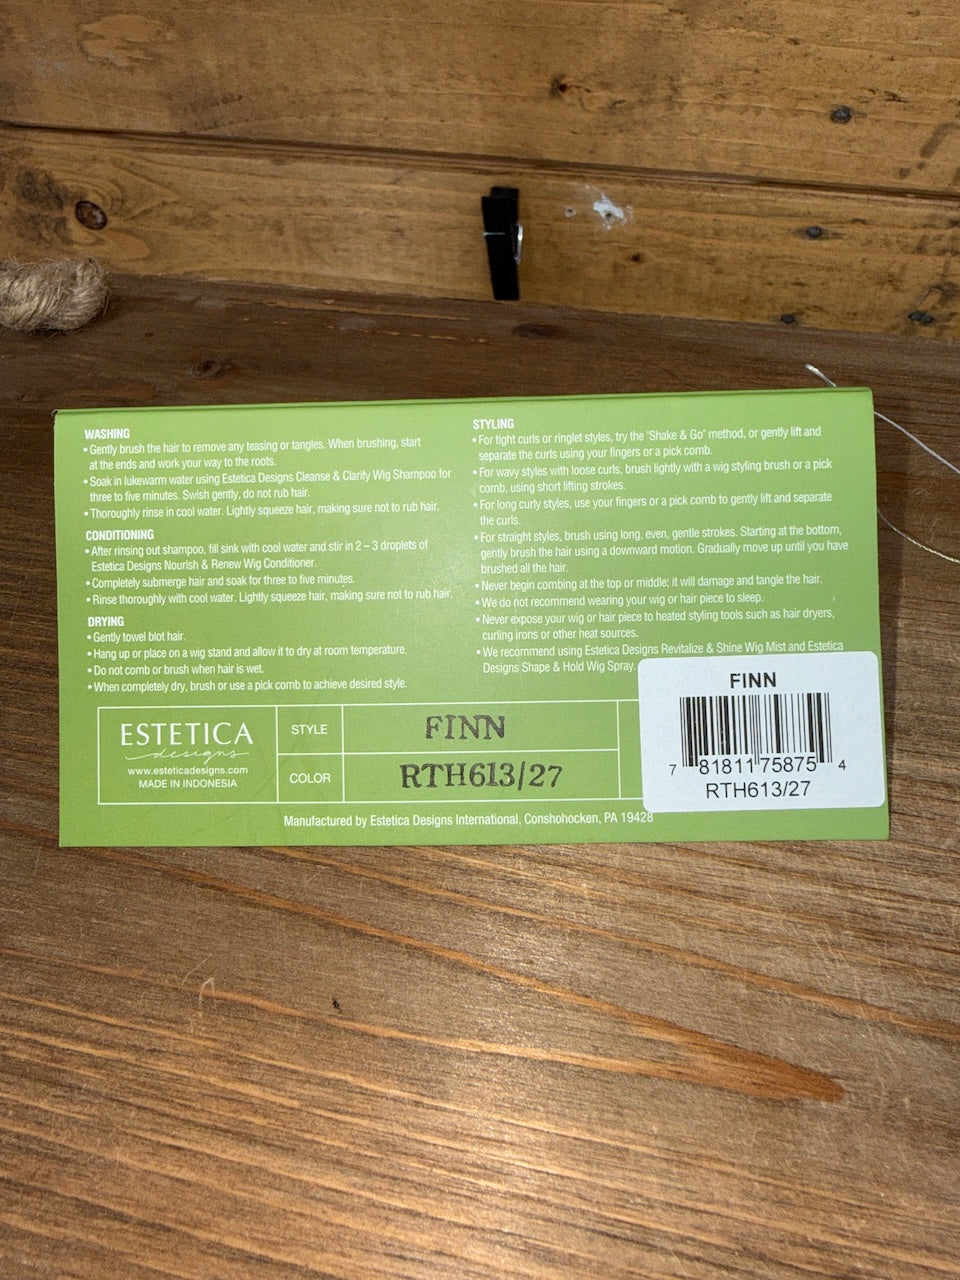 WASHING
• Gently brush the hair to remove any teasing or tangles. When brushing, start
at the ends and work your way to the roots.
• Soak in lukewarm water using Estetica Designs Cleanse & Clarify Wig Shampoo for
three to five minutes. Swish gently, do not rub hair.
• Thoroughly rinse in cool water. Lightly squeeze hair, making sure not to rub hair.
CONDITIONING
• After rinsing out shampoo, fill sink with cool water and stir in 2 – 3 droplets of
Estetica Designs Nourish & Renew Wig Conditioner.
• Completely submerge hair and soak for three to five minutes.
• Rinse thoroughly with cool water. Lightly squeeze hair, making sure not to rub hair.
DRYING
• Gently towel blot hair.
• Hang up or place on a wig stand and allow it to dry at room temperature.
• Do not comb or brush when hair is wet.
• When completely dry, brush or use a pick comb to achieve desired style.
STYLING
• For tight curls or ringlet styles, try the "Shake & Go" method, or gently lift and
separate the curls using your fingers or a pick comb.
• For wavy styles with loose curls, brush lightly with a wig styling brush or a pick
comb, using short lifting strokes.
• For long curly styles, use your fingers or a pick comb to gently lift and separate
the curls.
• For straight styles, brush using long, even, gentle strokes. Starting at the bottom,
gently brush the hair using a downward motion. Gradually move up until you have
brushed all the hair.
• Never begin combing at the top or middle; it will damage and tangle the hair.
• We do not recommend wearing your wig or hair piece to sleep.
• Never expose your wig or hair piece to heated styling tools such as hair dryers,
curling irons or other heat sources.
• We recommend using Estetica Designs Revitalize & Shine Wig Mist and Estetica
Designs Shape & Hold Wig Spray.
ESTETICA
designs
www.esteticadesigns.com
MADE IN INDONESIA
STYLE
FINN
COLOR
RTH613/27
FINN
7 81811 75875 4
RTH613/27
Manufactured by Estetica Designs International, Conshohocken, PA 19428